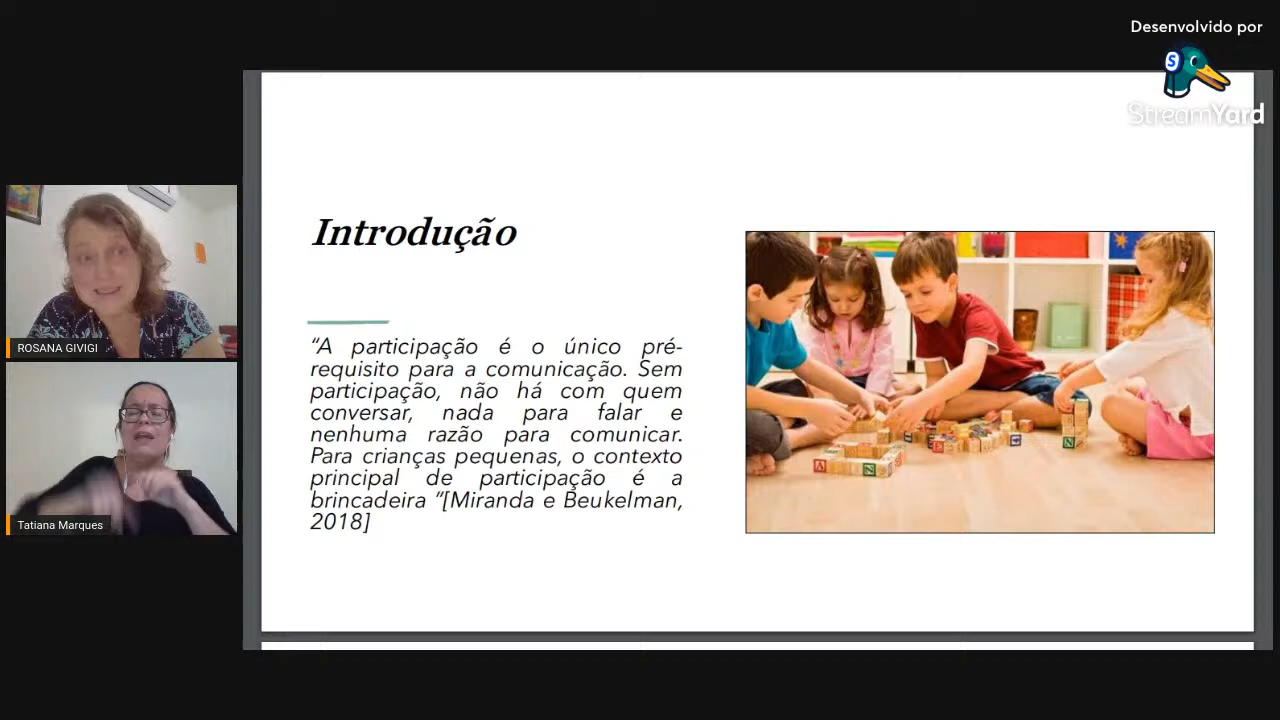 Desenvolvido por
StreamYard
Introdução
“A participação é o único pré-
requisito para a comunicação. Sem
participação, não há com quem
conversar, nada para falar e
nenhuma razão para comunicar.
Para crianças pequenas, o contexto
principal de participação é a
brincadeira “[Miranda e Beukelman,
2018]
ROSANA GIVIGI
Tatiana Marques